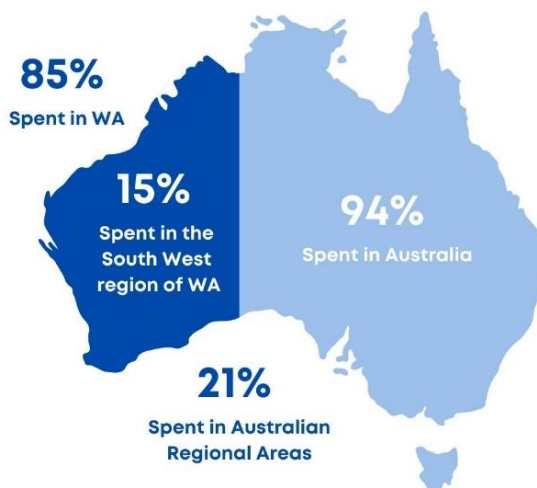 85%
Spent in WA
15%
Spent in the
South West
region of WA
94%
Spent in Australia
21%
Spent in Australian
Regional Areas